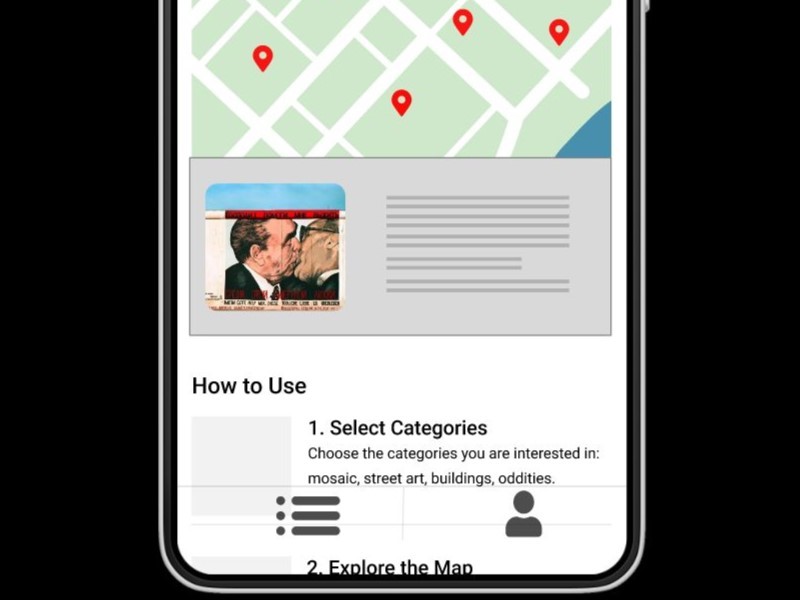 How to Use
1. Select Categories
Choose the categories you are interested in:
mosaic, street art, buildings, oddities.
2. Explore the Map